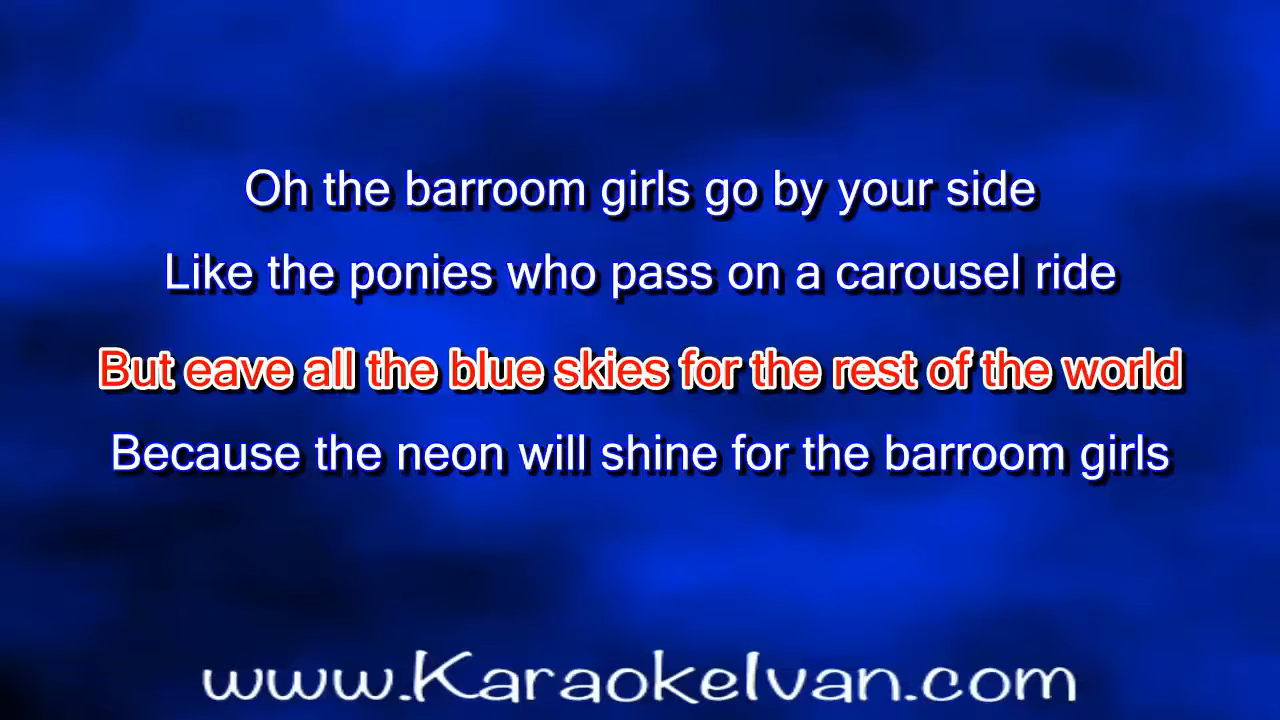 Oh the barroom girls go by your side
Like the ponies who pass on a carousel ride
But eave all the blue skies for the rest of the world
Because the neon will shine for the barroom girls
www.KaraokeIvan.com